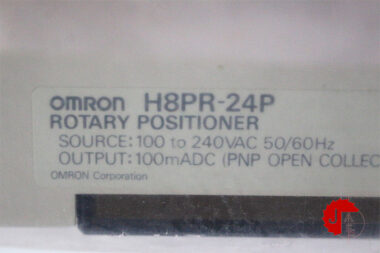 omron H8PR-24P
ROTARY POSITIONER
SOURCE: 100 to 240VAC 50/60Hz
OUTPUT: 100mADC (PNP OPEN COLLEC
OMRON Corporation